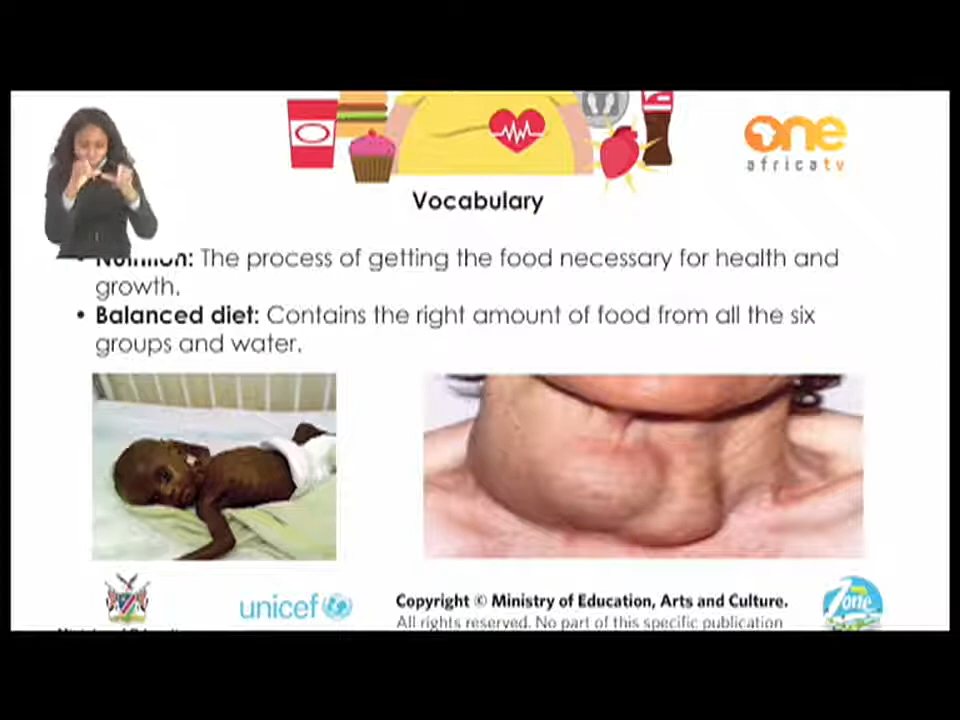 one
africa tv
Vocabulary
• Nutrition: The process of getting the food necessary for health and
growth.
• Balanced diet: Contains the right amount of food from all the six
groups and water.
unicef
Copyright © Ministry of Education, Arts and Culture.
All rights reserved. No part of this specific publication
Zone